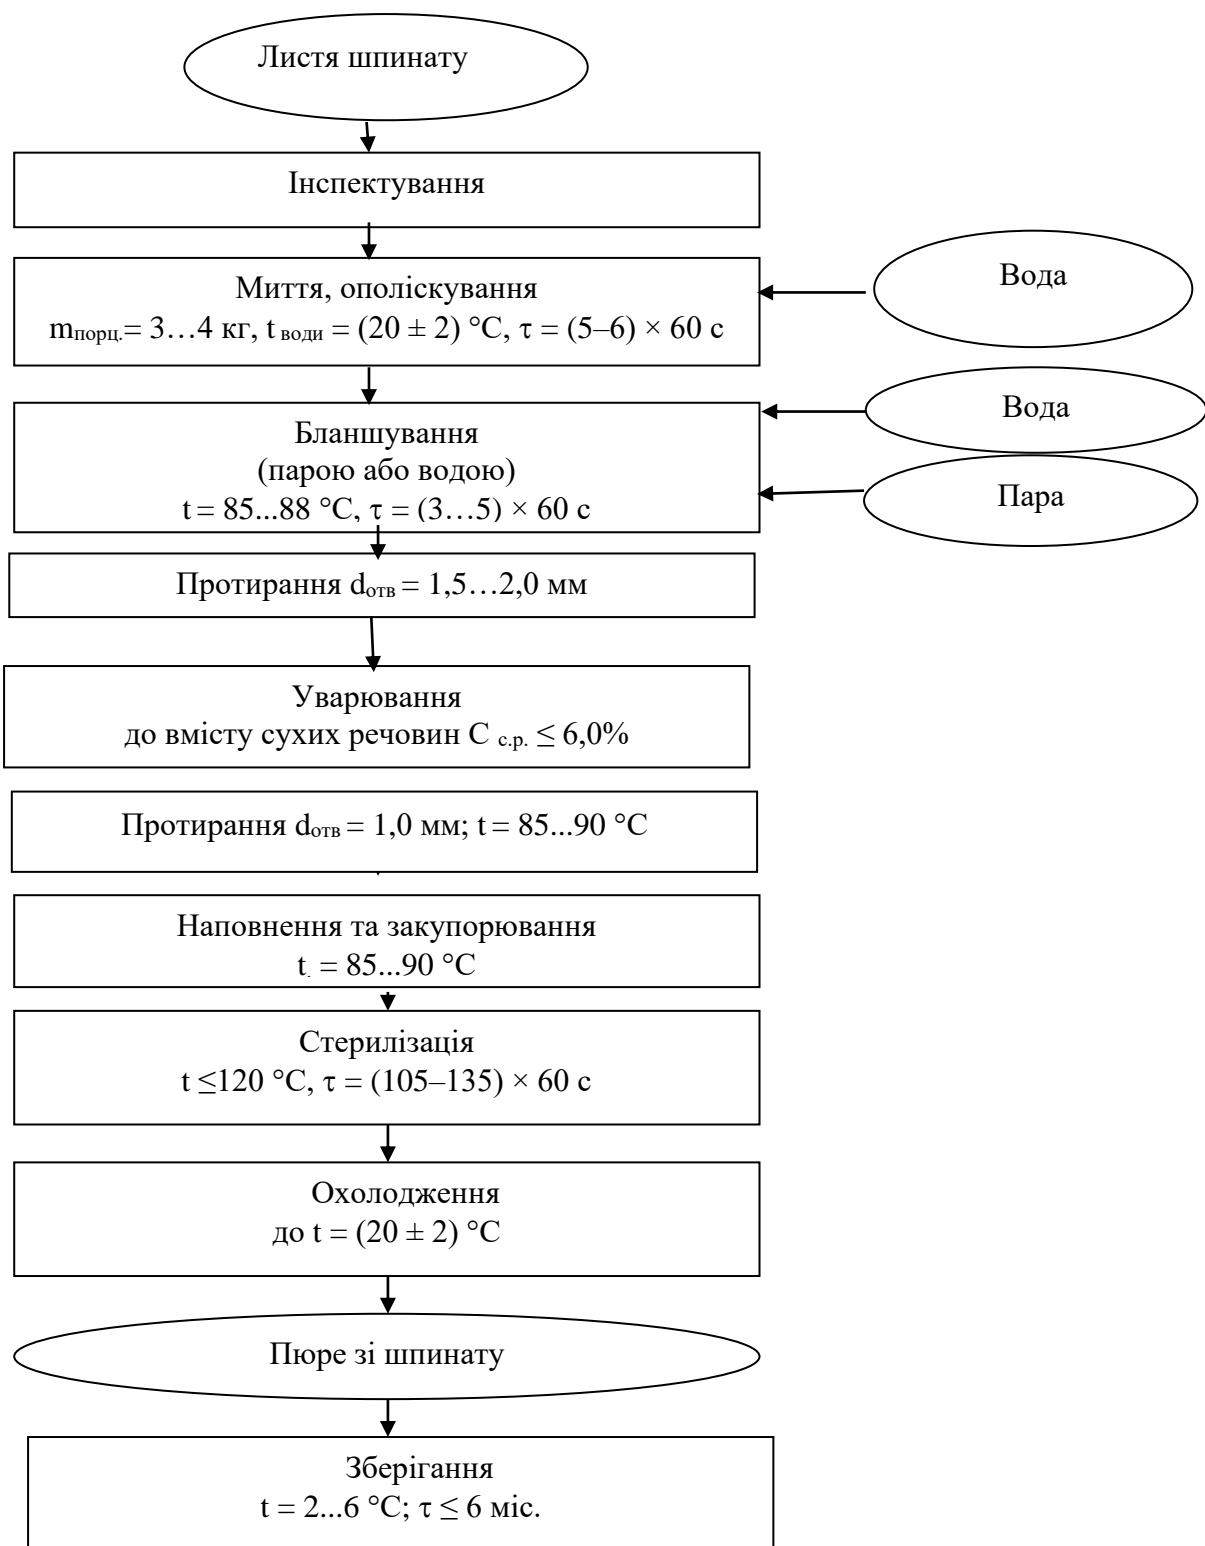 Листя шпинату
Інспектування
Миття, ополіскування
mпорц.= 3…4 кг, t води = (20 ± 2) °С, τ = (5–6) × 60 с
Вода
Бланшування
(парою або водою)
t = 85...88 °С, τ = (3…5) × 60 с
Вода
Пара
Протирання dотв = 1,5…2,0 мм
Уварювання
до вмісту сухих речовин С с.р. ≤ 6,0%
Протирання dотв = 1,0 мм; t = 85...90 °С
Наповнення та закупорювання
t. = 85...90 °С
Стерилізація
t ≤120 °С, τ = (105–135) × 60 с
Охолодження
до t = (20 ± 2) °С
Пюре зі шпинату
Зберігання
t = 2...6 °С; τ ≤ 6 міс.